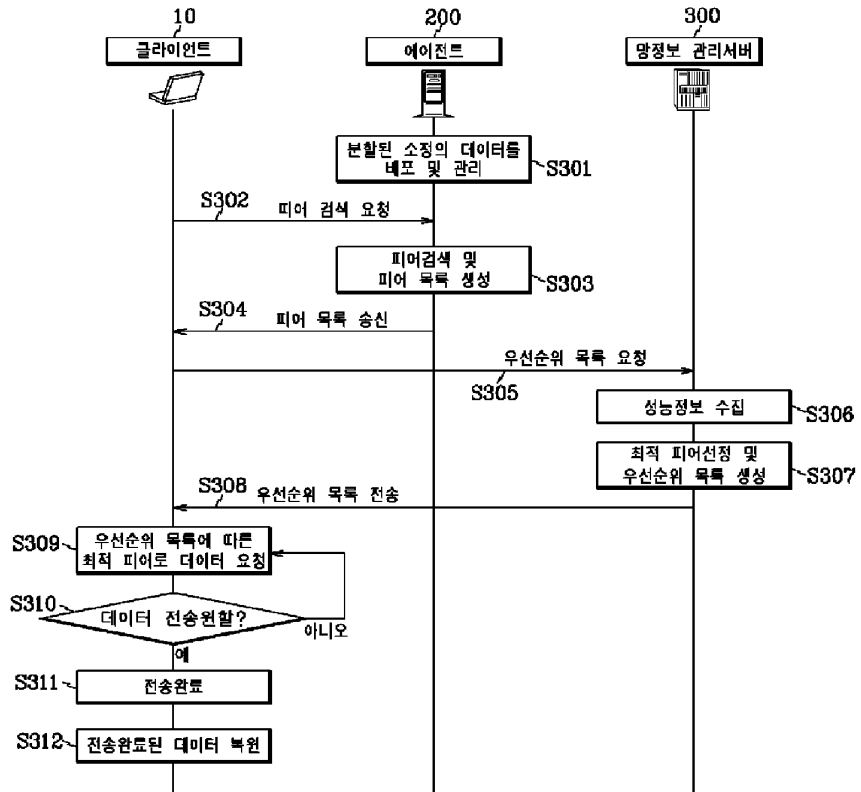 10
200
300
클라이언트
에이전트
망정보 관리서버
분할된 소정의 데이터를
배포 및 관리
S301
S302
피어 검색 요청
피어검색 및
피어 목록 생성
S303
S304
피어 목록 송신
우선순위 목록 요청
S305
성능정보 수집
S306
최적 피어선정 및
우선순위 목록 생성
S307
S308
우선순위 목록 전송
S309
우선순위 목록에 따른
최적 피어로 데이터 요청
S310
데이터 전송원할?
아니오
예
S311
전송완료
S312
전송완료된 데이터 복원